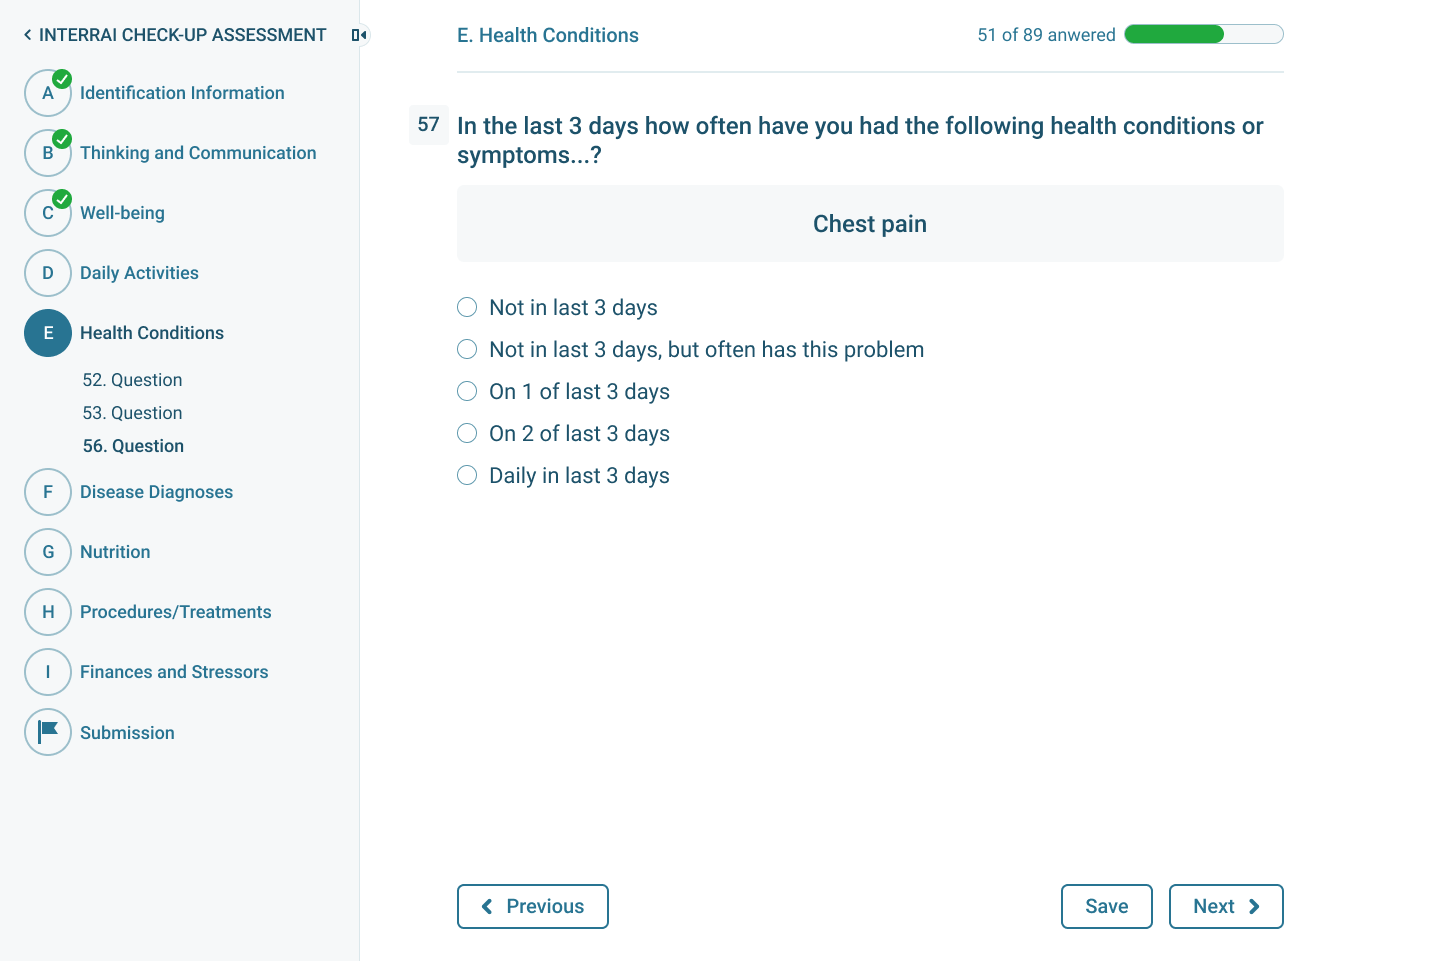 INTERRAI CHECK-UP ASSESSMENT
A
Identification Information
B
Thinking and Communication
C
Well-being
D
Daily Activities
E
Health Conditions
52. Question
53. Question
56. Question
F
Disease Diagnoses
G
Nutrition
H
Procedures/Treatments
I
Finances and Stressors
Submission
E. Health Conditions
51 of 89 anwered
57
In the last 3 days how often have you had the following health conditions or
symptoms...?
Chest pain
Not in last 3 days
Not in last 3 days, but often has this problem
On 1 of last 3 days
On 2 of last 3 days
Daily in last 3 days
Previous
Save
Next